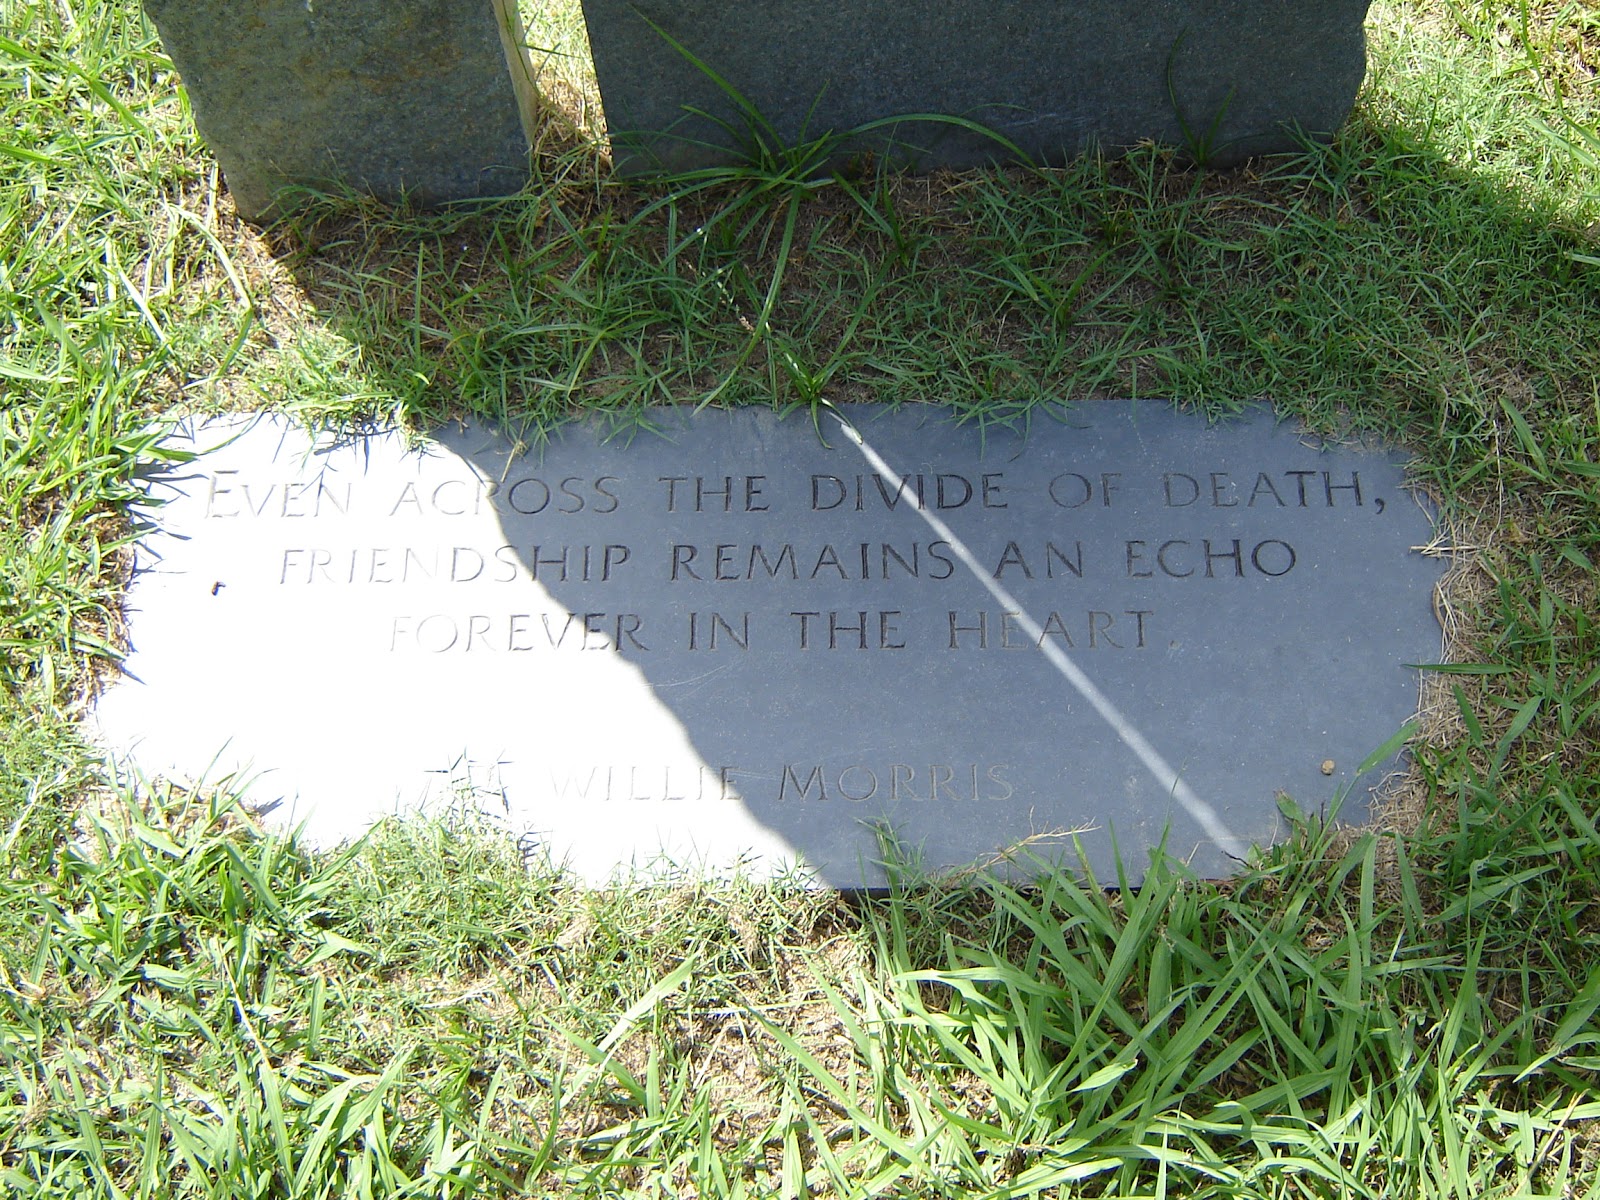 EVEN ACROSS THE DIVIDE OF DEATH,
FRIENDSHIP REMAINS AN ECHO
FOREVER IN THE HEART.
WILLIE MORRIS